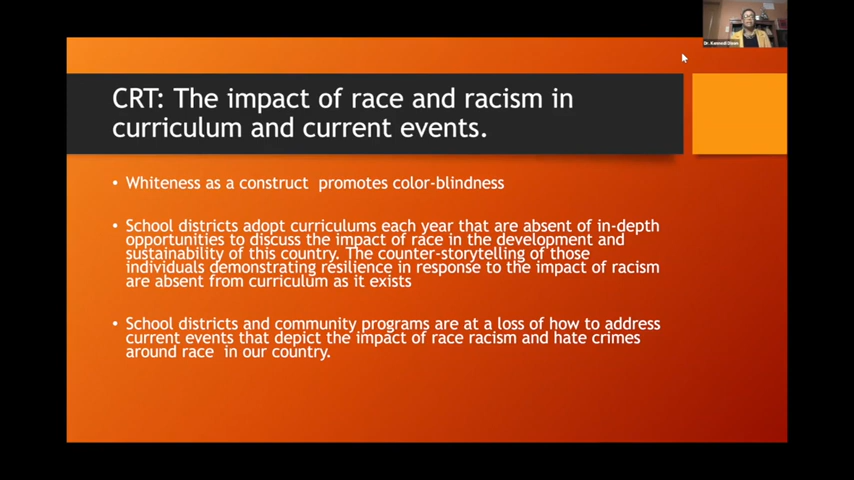 CRT: The impact of race and racism in
curriculum and current events.
• Whiteness as a construct  promotes color-blindness
• School districts adopt curriculums each year that are absent of in-depth
opportunities to discuss the impact of race in the development and
sustainability of this country. The counter-storytelling of those
individuals demonstrating resilience in response to the impact of racism
are absent from curriculum as it exists
• School districts and community programs are at a loss of how to address
current events that depict the impact of race racism and hate crimes
around race  in our country.